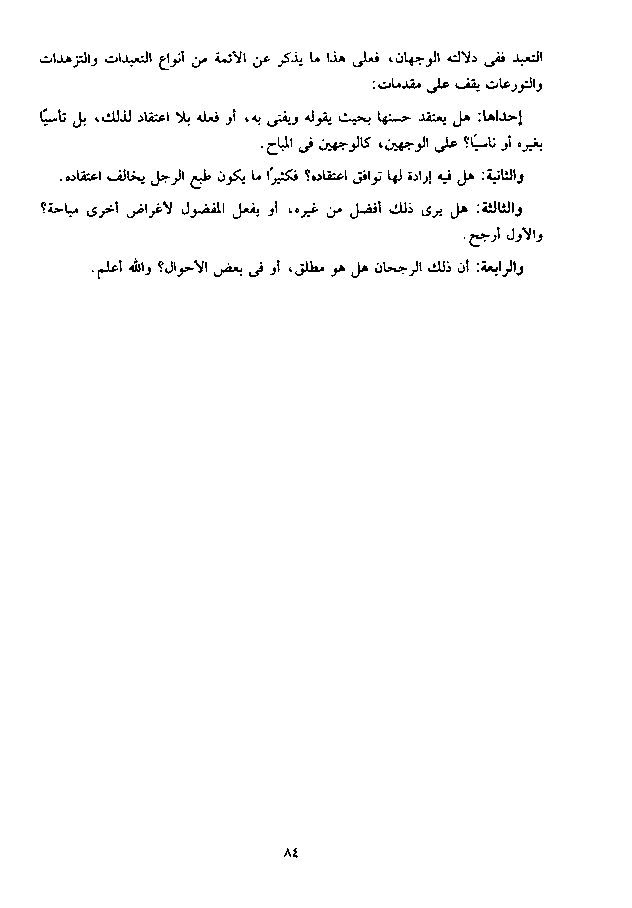 التعبد ففى دلالته الوجهان، فعلى هذا ما يذكر عن الأئمة من أنواع التعبدات والتزهدات
والتورعات يقف على مقدمات:
إحداها: هل يعتقد حسنها بحيث يقوله ويفتى به، أو فعله بلا اعتقاد لذلك، بل تأسيًا
بغيره أو ناسيًا؟ على الوجهين، كالوجهين فى المباح.
والثانية: هل فيه إرادة لها توافق اعتقاده؟ فكثيرًا ما يكون طبع الرجل يخالف اعتقاده.
والثالثة: هل يرى ذلك أفضل من غيره، أو يفعل المفضول لأغراض أخرى مباحة؟
والأول أرجح.
والرابعة: أن ذلك الرجحان هل هو مطلق، أو فى بعض الأحوال؟ والله أعلم.
٨٤